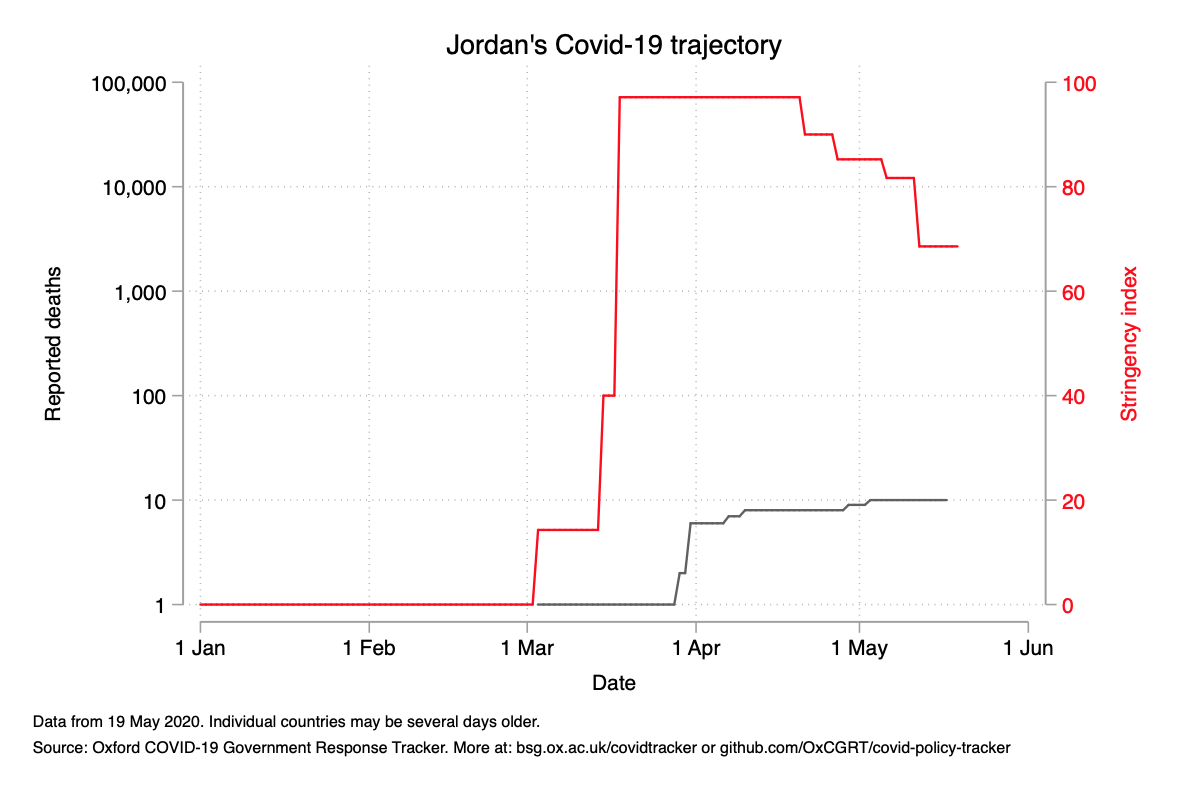 Jordan's Covid-19 trajectory
100,000
10,000
1,000
100
10
1
Reported deaths
100
80
60
40
20
0
Stringency index
1 Jan 1 Feb 1 Mar 1 Apr 1 May 1 Jun
Date
Data from 19 May 2020. Individual countries may be several days older.
Source: Oxford COVID-19 Government Response Tracker. More at: bsg.ox.ac.uk/covidtracker or github.com/OxCGRT/covid-policy-tracker